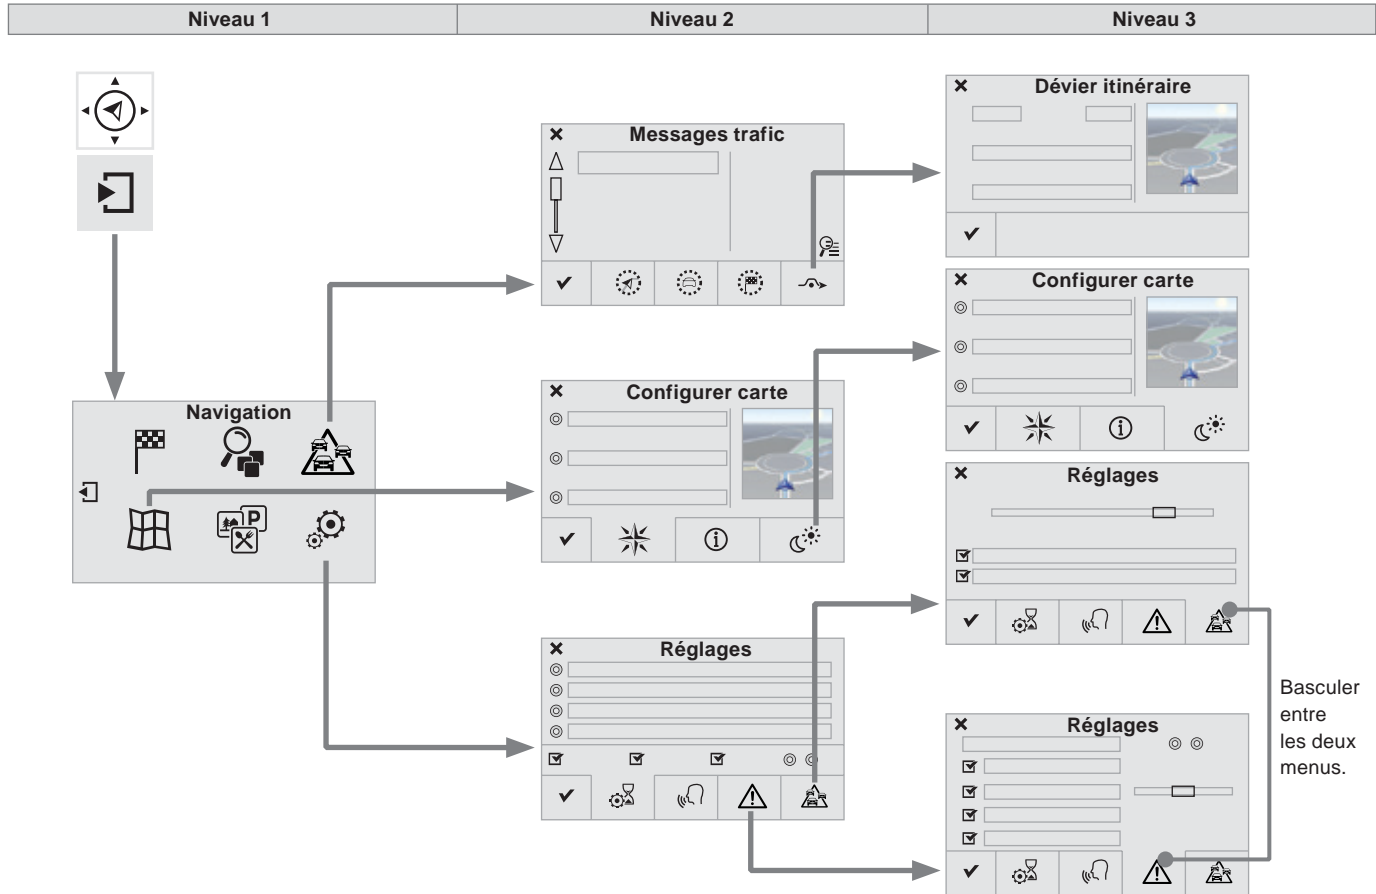 Niveau 1
Niveau 2
Niveau 3
Dévier itinéraire
Messages trafic
Configurer carte
Configurer carte
Navigation
P
Réglages
Réglages
Réglages
Basculer
entre
les deux
menus.